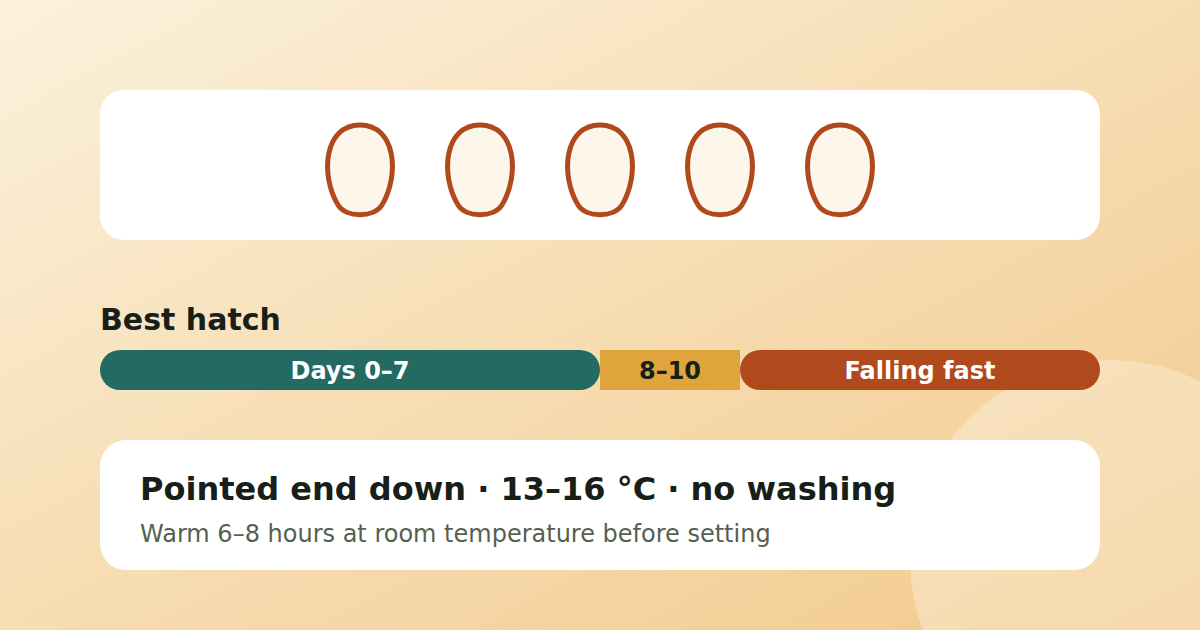 Best hatch
Days 0–7 8–10 Falling fast
Pointed end down · 13–16 °C · no washing
Warm 6–8 hours at room temperature before setting